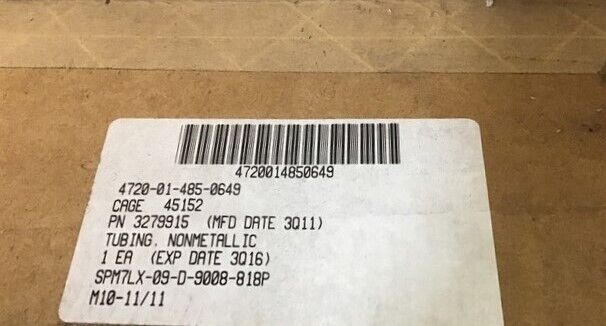 4720014850649
4720-01-485-0649
CAGE 45152
PN 3279915 (MFD DATE 3Q11)
TUBING, NONMETALLIC
1 EA (EXP DATE 3Q16)
SPM7LX-09-D-9008-818P
M10-11/11